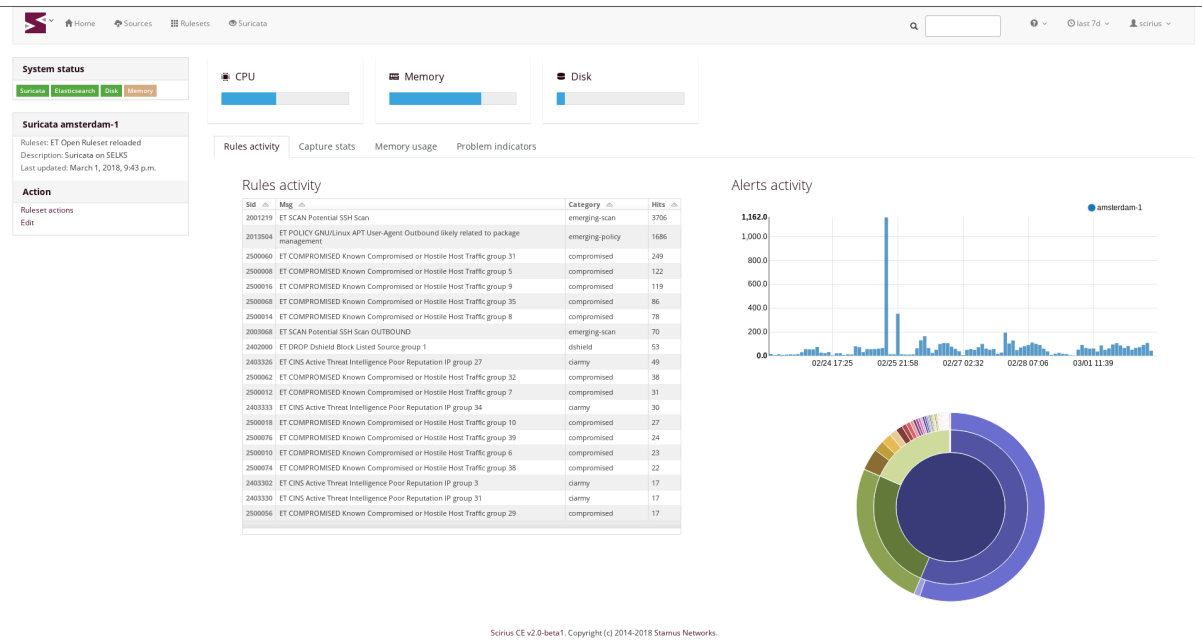 Home Sources Rulesets Suricata last 7d scirius
System status
Suricata Elasticsearch Disk Memory
CPU Memory Disk
Suricata amsterdam-1
Ruleset: ET Open Ruleset reloaded
Description: Suricata on SELKS
Last updated: March 1, 2018, 9:43 p.m.
Action
Ruleset actions
Edit
Rules activity Capture stats Memory usage Problem indicators
Rules activity
Sid Msg Category Hits
2001219 ET SCAN Potential SSH Scan emerging-scan 3706
2013504 ET POLICY GNU/Linux APT User-Agent Outbound likely related to package
management emerging-policy 1686
2500060 ET COMPROMISED Known Compromised or Hostile Host Traffic group 31 compromised 249
2500008 ET COMPROMISED Known Compromised or Hostile Host Traffic group 5 compromised 122
2500016 ET COMPROMISED Known Compromised or Hostile Host Traffic group 9 compromised 119
2500068 ET COMPROMISED Known Compromised or Hostile Host Traffic group 35 compromised 86
2500014 ET COMPROMISED Known Compromised or Hostile Host Traffic group 8 compromised 78
2003068 ET SCAN Potential SSH Scan OUTBOUND emerging-scan 70
2402000 ET DROP Dshield Block Listed Source group 1 dshield 53
2403326 ET CINS Active Threat Intelligence Poor Reputation IP group 27 ciarmy 49
2500062 ET COMPROMISED Known Compromised or Hostile Host Traffic group 32 compromised 38
2500012 ET COMPROMISED Known Compromised or Hostile Host Traffic group 7 compromised 31
2403333 ET CINS Active Threat Intelligence Poor Reputation IP group 34 ciarmy 30
2500018 ET COMPROMISED Known Compromised or Hostile Host Traffic group 10 compromised 27
2500076 ET COMPROMISED Known Compromised or Hostile Host Traffic group 39 compromised 24
2500010 ET COMPROMISED Known Compromised or Hostile Host Traffic group 6 compromised 23
2500074 ET COMPROMISED Known Compromised or Hostile Host Traffic group 38 compromised 22
2403302 ET CINS Active Threat Intelligence Poor Reputation IP group 3 ciarmy 17
2403330 ET CINS Active Threat Intelligence Poor Reputation IP group 31 ciarmy 17
2500056 ET COMPROMISED Known Compromised or Hostile Host Traffic group 29 compromised 17
Alerts activity
amsterdam-1
1,162.0
1,000.0
800.0
600.0
400.0
200.0
0.0
02/24 17:25 02/25 21:58 02/27 02:32 02/28 07:06 03/01 11:39
Scirius CE v2.0-beta1. Copyright (c) 2014-2018 Stamus Networks.